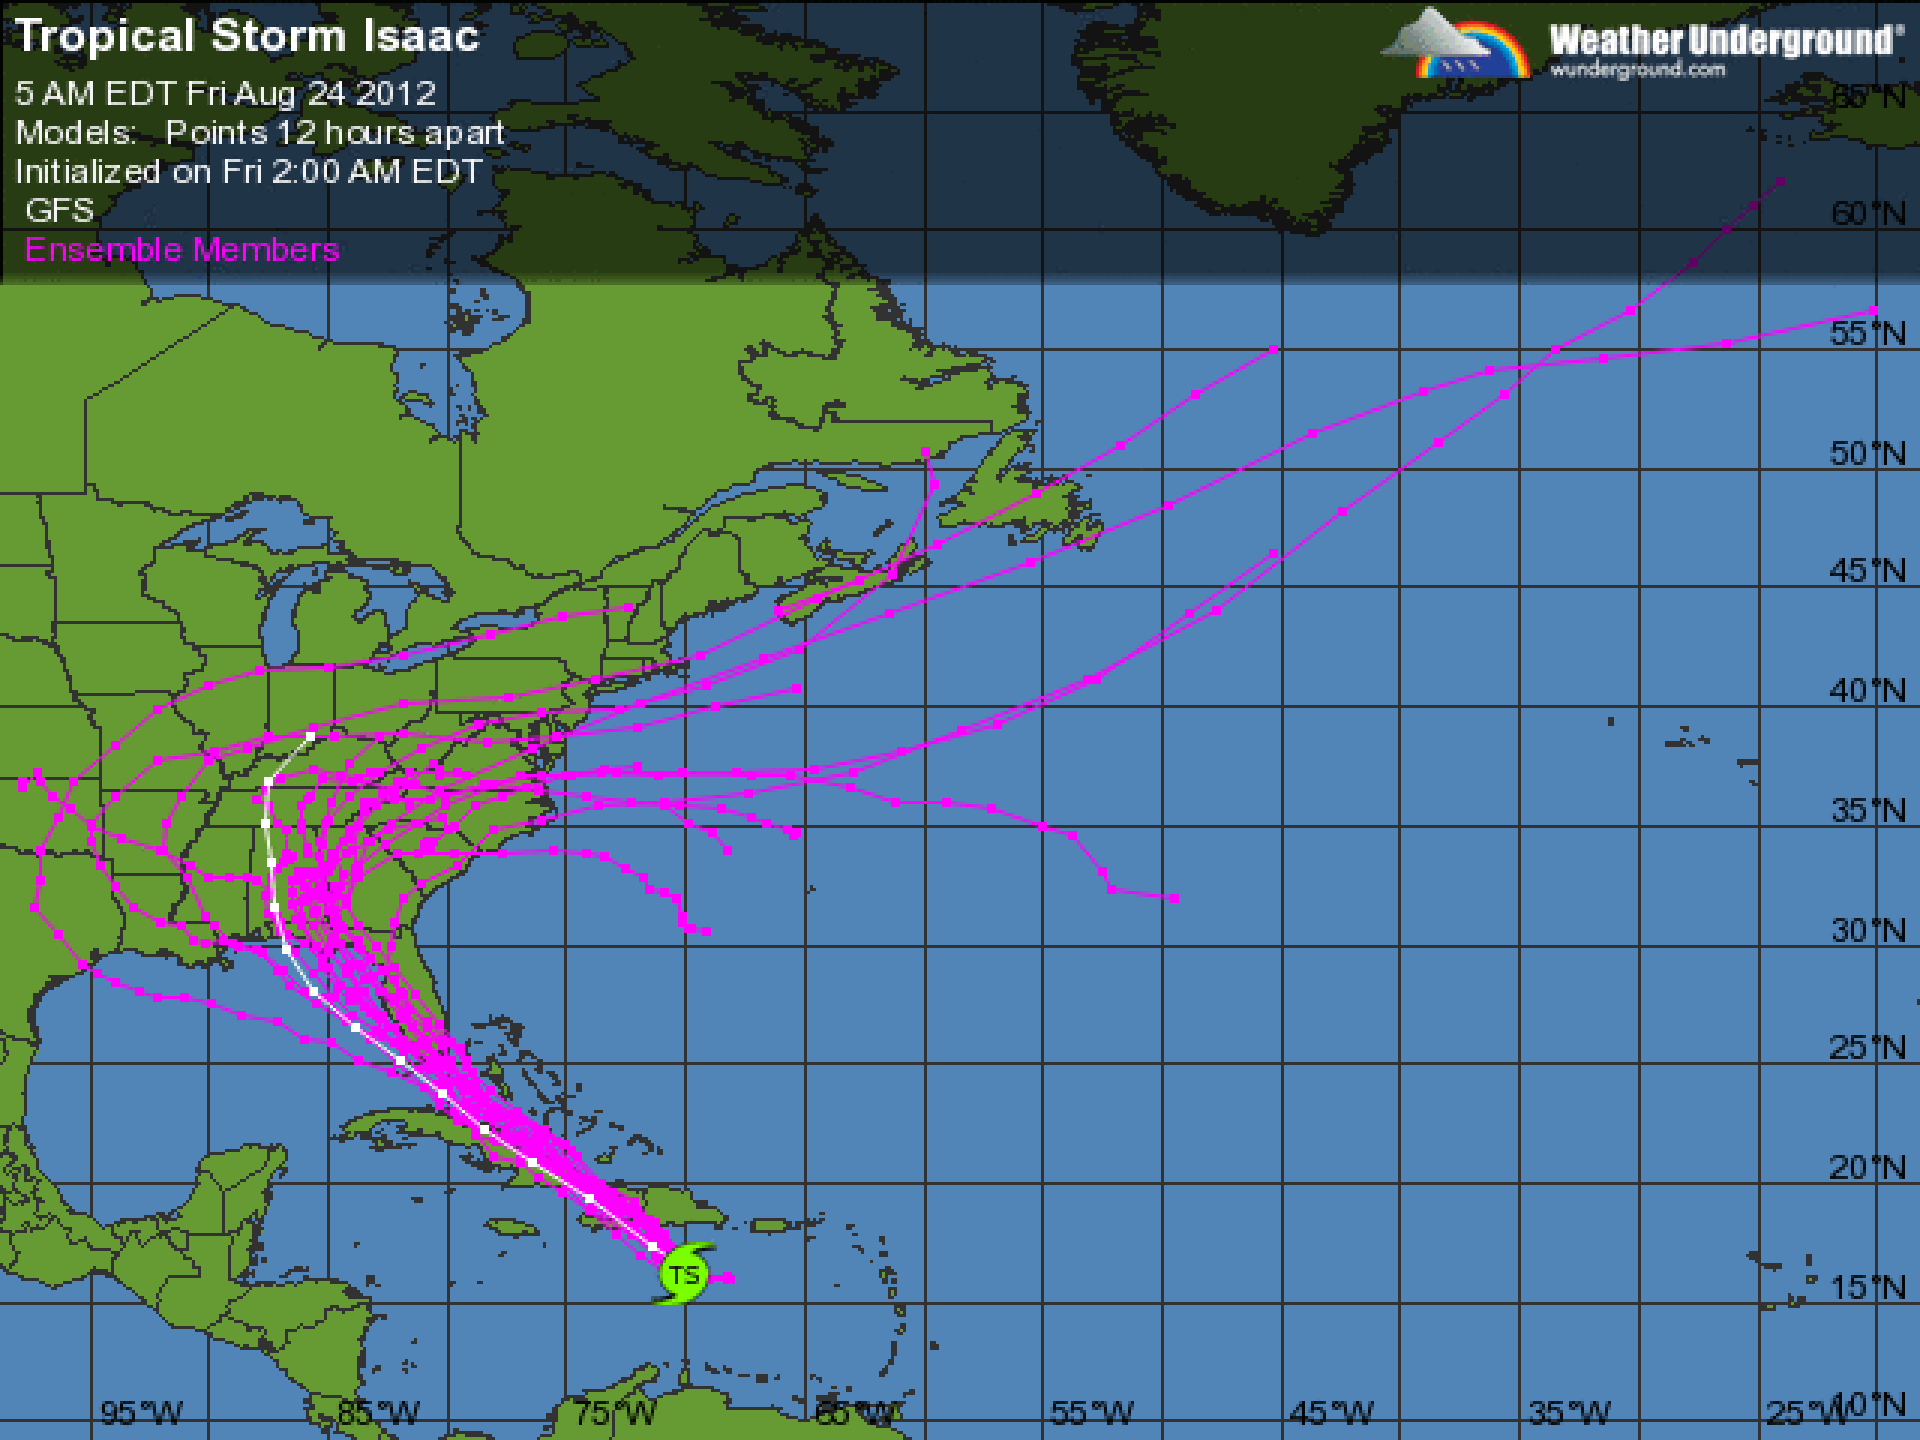 Tropical Storm Isaac
5 AM EDT Fri Aug 24 2012
Models: Points 12 hours apart
Initialized on Fri 2:00 AM EDT
GFS
Ensemble Members
Weather Underground®
wunderground.com
65°N
60°N
55°N
50°N
45°N
40°N
35°N
30°N
25°N
20°N
TS
15°N
10°N
95°W
85°W
75°W
65°W
55°W
45°W
35°W
25°W